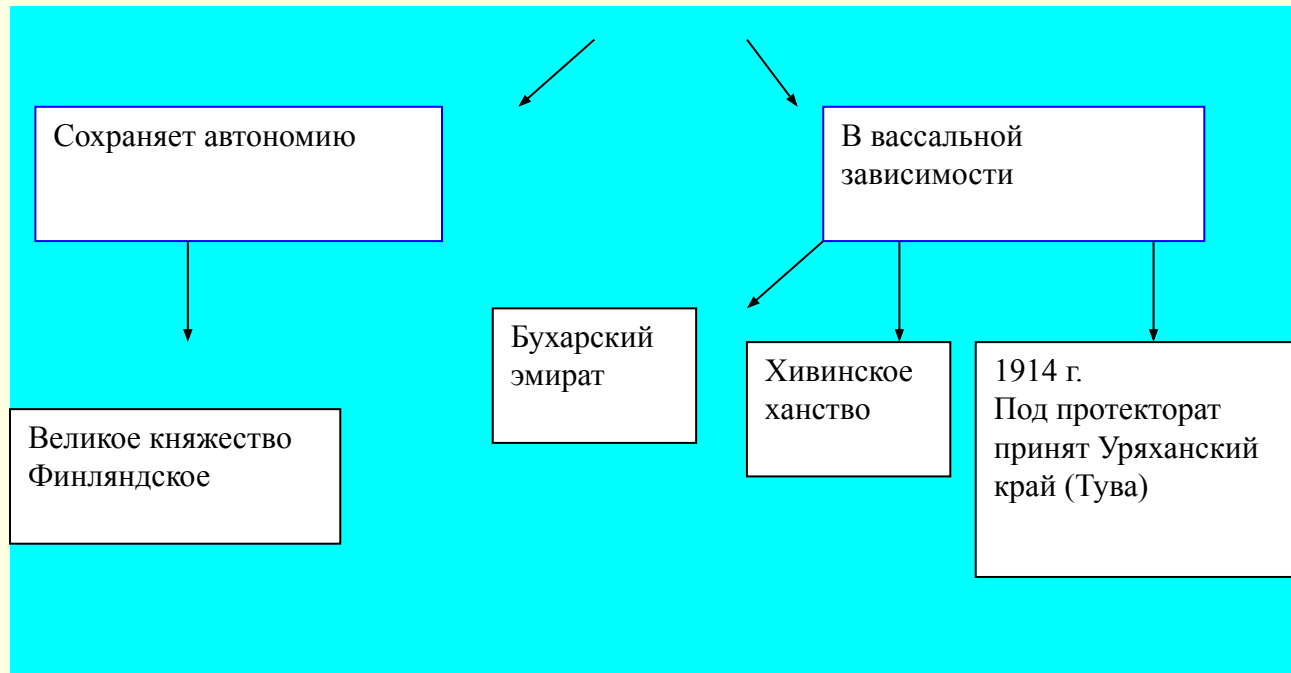 Сохраняет автономию
В вассальной
зависимости
Бухарский
эмират
Хивинское
ханство
1914 г.
Под протекторат
принят Уряханский
край (Тува)
Великое княжество
Финляндское